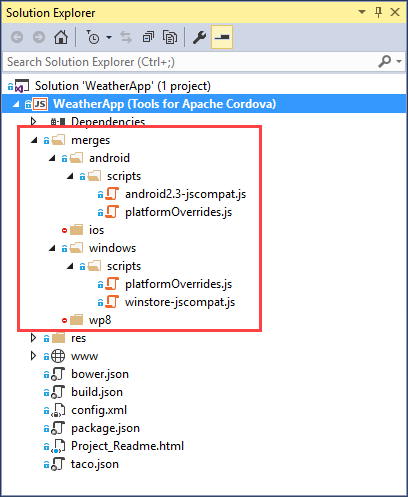 Solution Explorer
Search Solution Explorer (Ctrl+;)
Solution 'WeatherApp' (1 project)
JS WeatherApp (Tools for Apache Cordova)
Dependencies
merges
android
scripts
android2.3-jscompat.js
platformOverrides.js
ios
windows
scripts
platformOverrides.js
winstore-jscompat.js
wp8
res
www
bower.json
build.json
config.xml
package.json
Project_Readme.html
taco.json